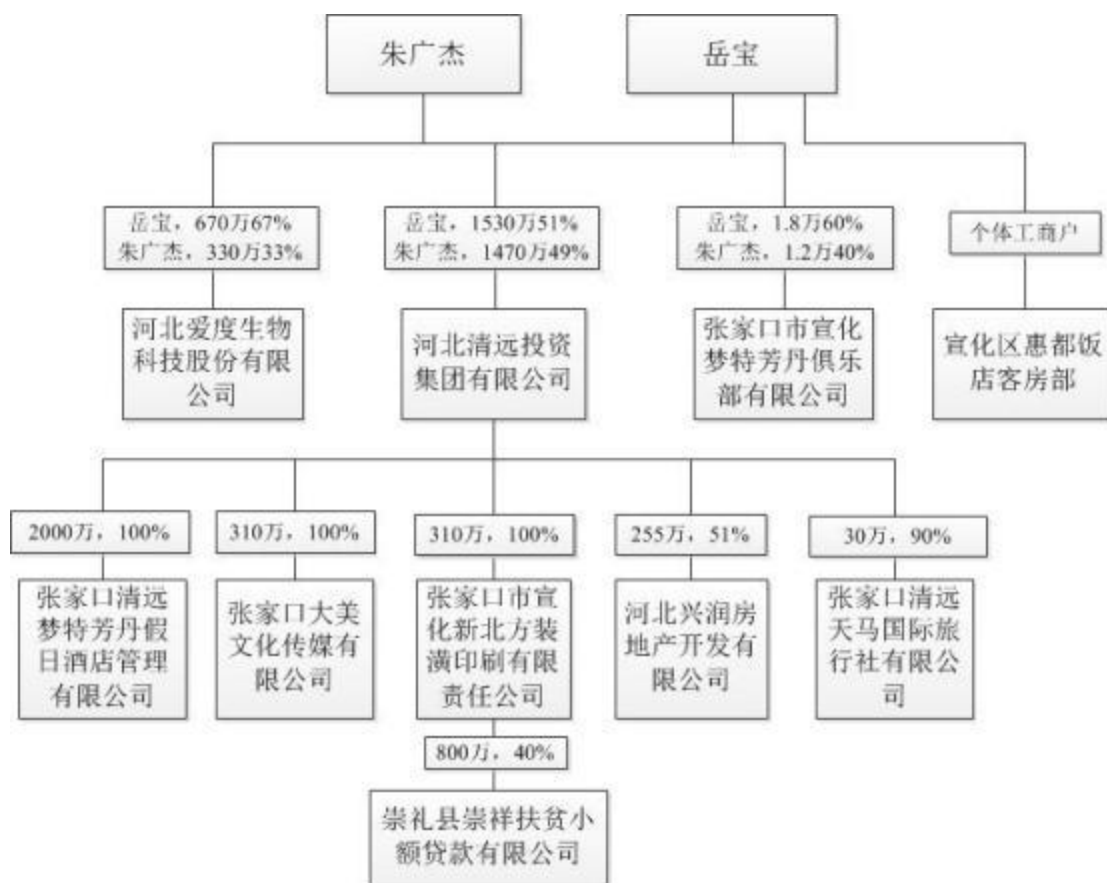 朱广杰
岳宝
岳宝，670万67%
朱广杰，330万33%
岳宝，1530万51%
朱广杰，1470万49%
岳宝，1.8万60%
朱广杰，1.2万40%
个体工商户
河北爱度生物
科技股份有限
公司
河北清远投资
集团有限公司
张家口市宣化
梦特芳丹俱乐
部有限公司
宣化区惠都饭
店客房部
2000万，100%
310万，100%
310万，100%
255万，51%
30万，90%
张家口清远
梦特芳丹假
日酒店管理
有限公司
张家口大美
文化传媒有
限公司
张家口市宣
化新北方装
潢印刷有限
责任公司
河北兴润房
地产开发有
限公司
张家口清远
天马国际旅
行社有限公
司
800万，40%
崇礼县崇祥扶贫小
额贷款有限公司